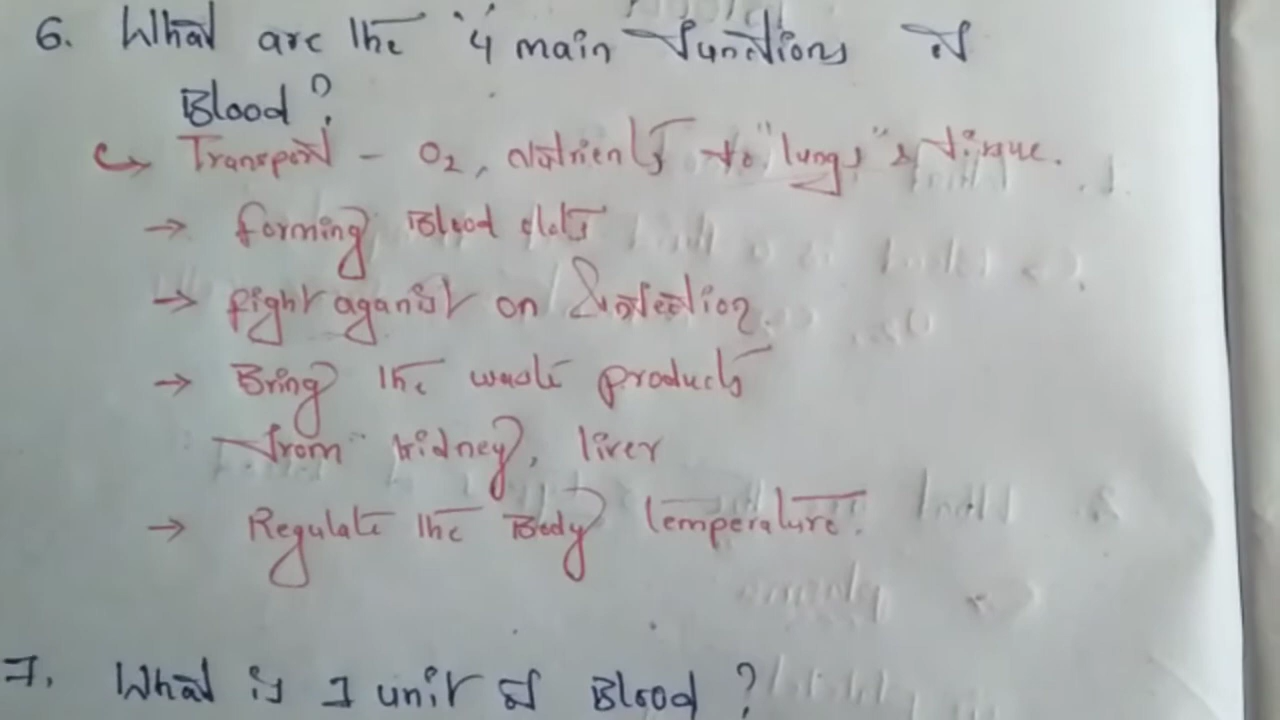 6. What are the '4 main functions of
Blood?
↪ Transport - O2, nutrients to "lungs" & tissue.
→ forming Blood clots
→ fight aganist on Infection.
→ Bring the waste products
from kidney, liver
→ Regulate the Body temperature.
7. What is 1 unit of Blood ?